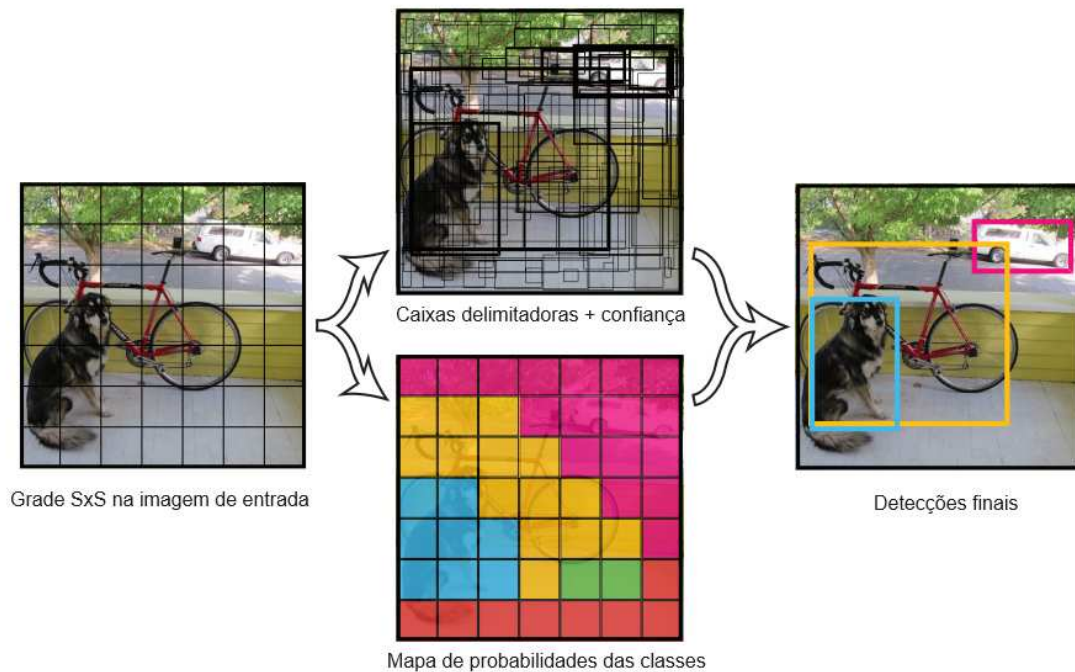 Caixas delimitadoras + confiança
Grade SxS na imagem de entrada
Detecções finais
Mapa de probabilidades das classes